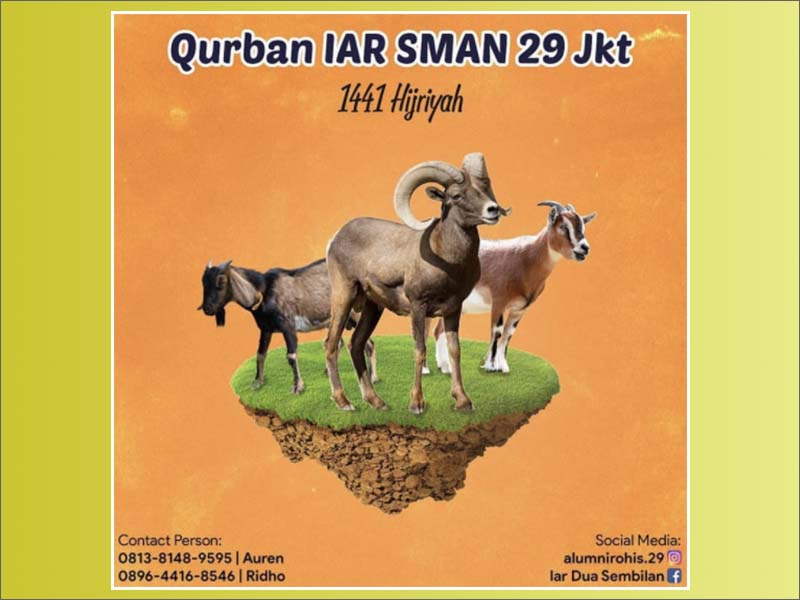 Qurban IAR SMAN 29 Jkt
1441 Hijriyah
Contact Person:
0813-8148-9595 | Auren
0896-4416-8546 | Ridho
Social Media:
alumnirohis.29
Iar Dua Sembilan